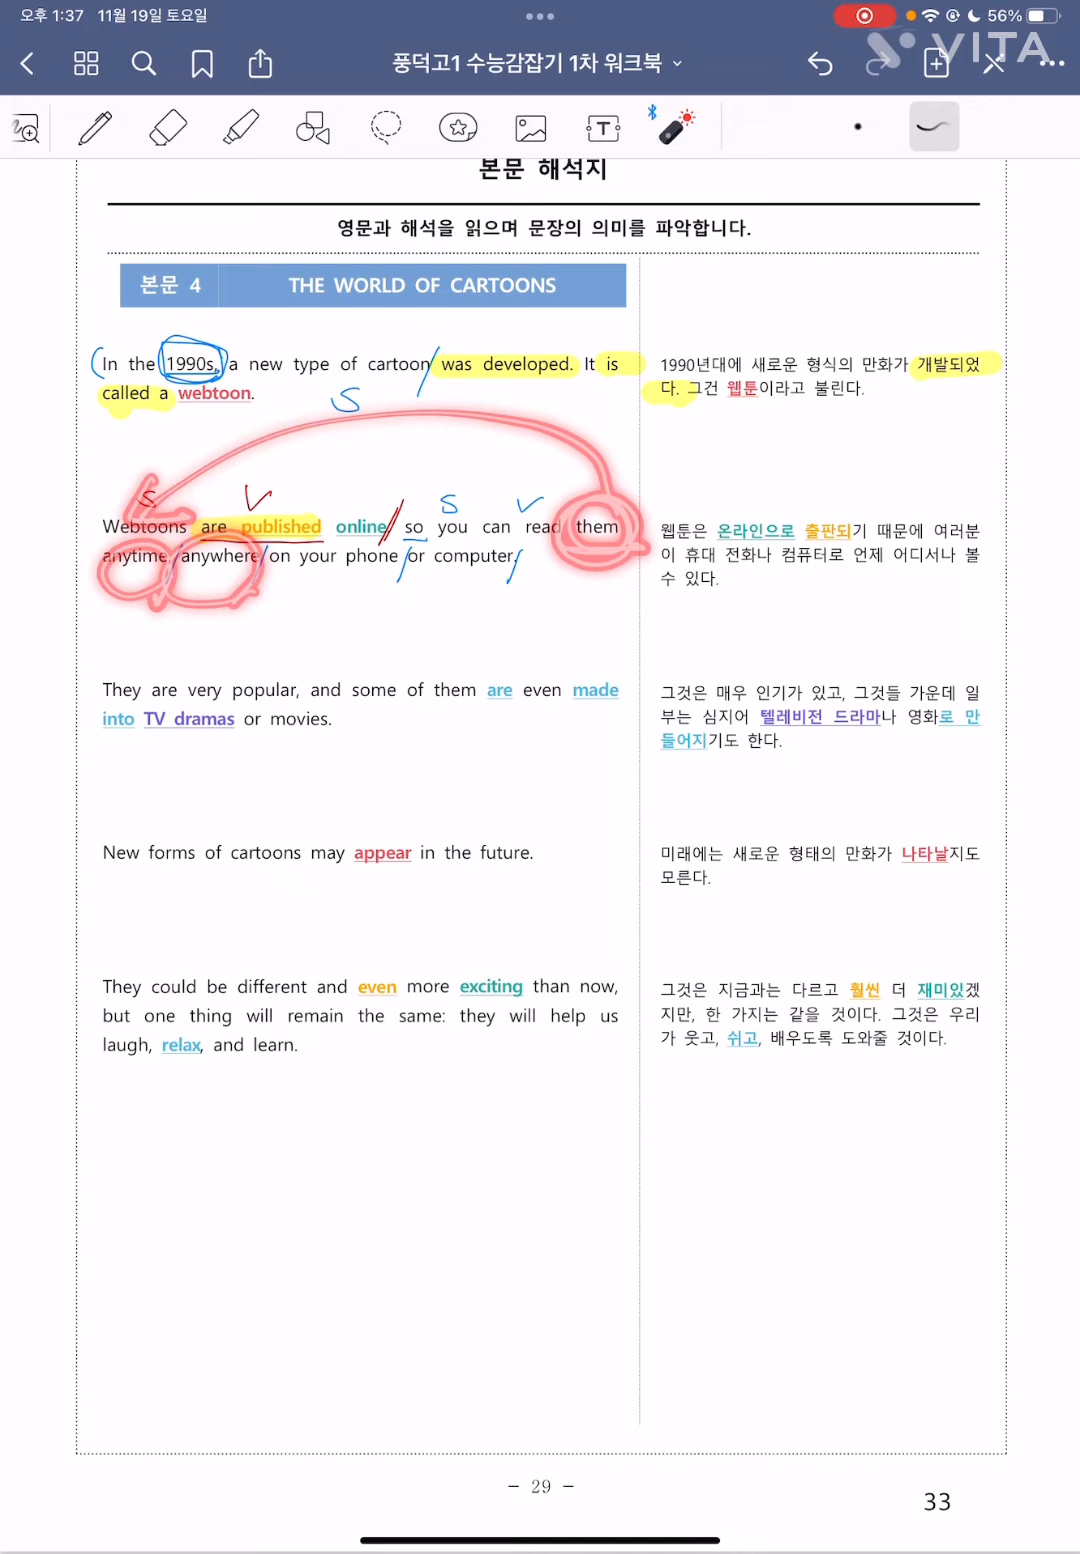 오후 1:37 11월 19일 토요일
56%
풍덕고1 수능감잡기 1차 워크북
VITA
T
본문 해석지
영문과 해석을 읽으며 문장의 의미를 파악합니다.
본문 4 THE WORLD OF CARTOONS
In the 1990s, a new type of cartoon was developed. It is
called a webtoon.
1990년대에 새로운 형식의 만화가 개발되었
다. 그건 웹툰이라고 불린다.
S
S V S V
Webtoons are published online, so you can read them
anytime, anywhere on your phone or computer.
웹툰은 온라인으로 출판되기 때문에 여러분
이 휴대 전화나 컴퓨터로 언제 어디서나 볼
수 있다.
They are very popular, and some of them are even made
into TV dramas or movies.
그것은 매우 인기가 있고, 그것들 가운데 일
부는 심지어 텔레비전 드라마나 영화로 만
들어지기도 한다.
New forms of cartoons may appear in the future.
미래에는 새로운 형태의 만화가 나타날지도
모른다.
They could be different and even more exciting than now,
but one thing will remain the same: they will help us
laugh, relax, and learn.
그것은 지금과는 다르고 훨씬 더 재미있겠
지만, 한 가지는 같을 것이다. 그것은 우리
가 웃고, 쉬고, 배우도록 도와줄 것이다.
- 29 -
33